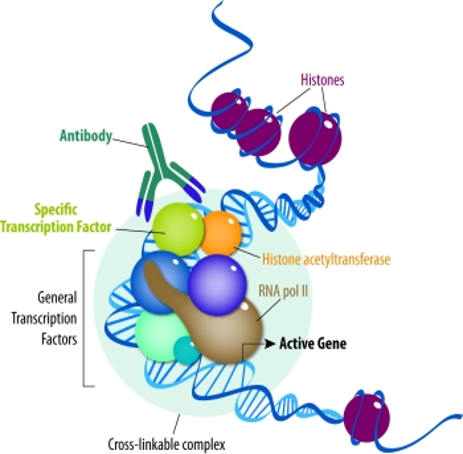 Histones
Antibody
Specific
Transcription Factor
Histone acetyltransferase
RNA pol II
General
Transcription
Factors
Active Gene
Cross-linkable complex